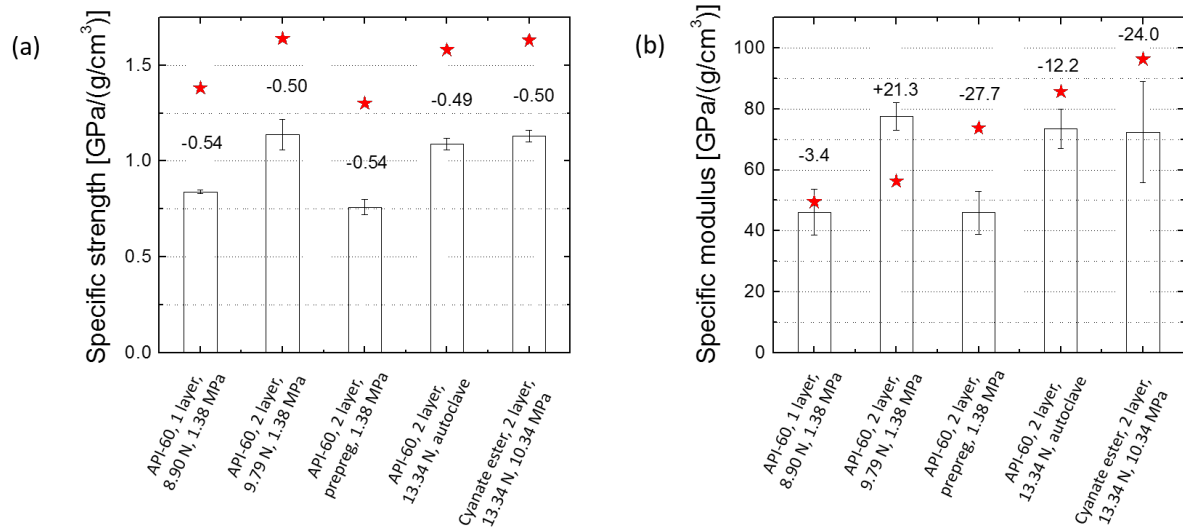 (a)
Specific strength [GPa/(g/cm³)]
1.5
1.0
0.5
0.0
-0.54
-0.50
-0.54
-0.49
-0.50
API-60, 1 layer,
8.90 N, 1.38 MPa
API-60, 2 layer,
9.79 N, 1.38 MPa
API-60, 2 layer,
prepreg, 1.38 MPa
API-60, 2 layer,
13.34 N, autoclave
Cyanate ester, 2 layer,
13.34 N, 10.34 MPa
(b)
Specific modulus [GPa/(g/cm³)]
100
80
60
40
20
0
-3.4
+21.3
-27.7
-12.2
-24.0
API-60, 1 layer,
8.90 N, 1.38 MPa
API-60, 2 layer,
9.79 N, 1.38 MPa
API-60, 2 layer,
prepreg, 1.38 MPa
API-60, 2 layer,
13.34 N, autoclave
Cyanate ester, 2 layer,
13.34 N, 10.34 MPa